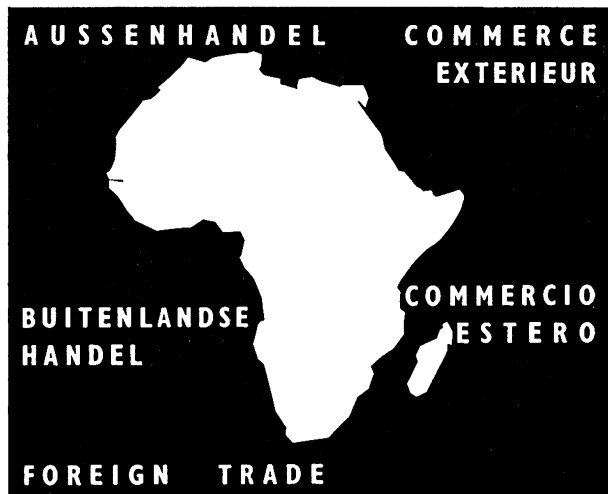 AUSSENHANDEL
COMMERCE
EXTERIEUR
BUITENLANDSE
HANDEL
COMMERCIO
ESTERO
FOREIGN TRADE